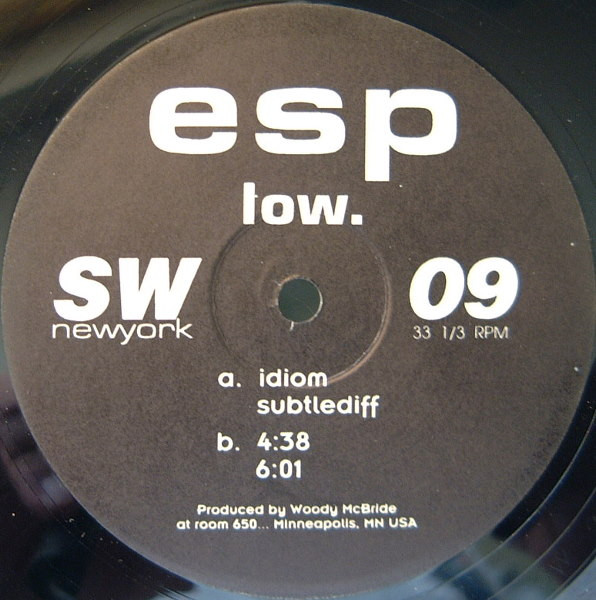 esp
low.
SW
newyork
09
33 1/3 RPM
a. idiom
subtlediff
b. 4:38
6:01
Produced by Woody McBride
at room 650... Minneapolis, MN USA